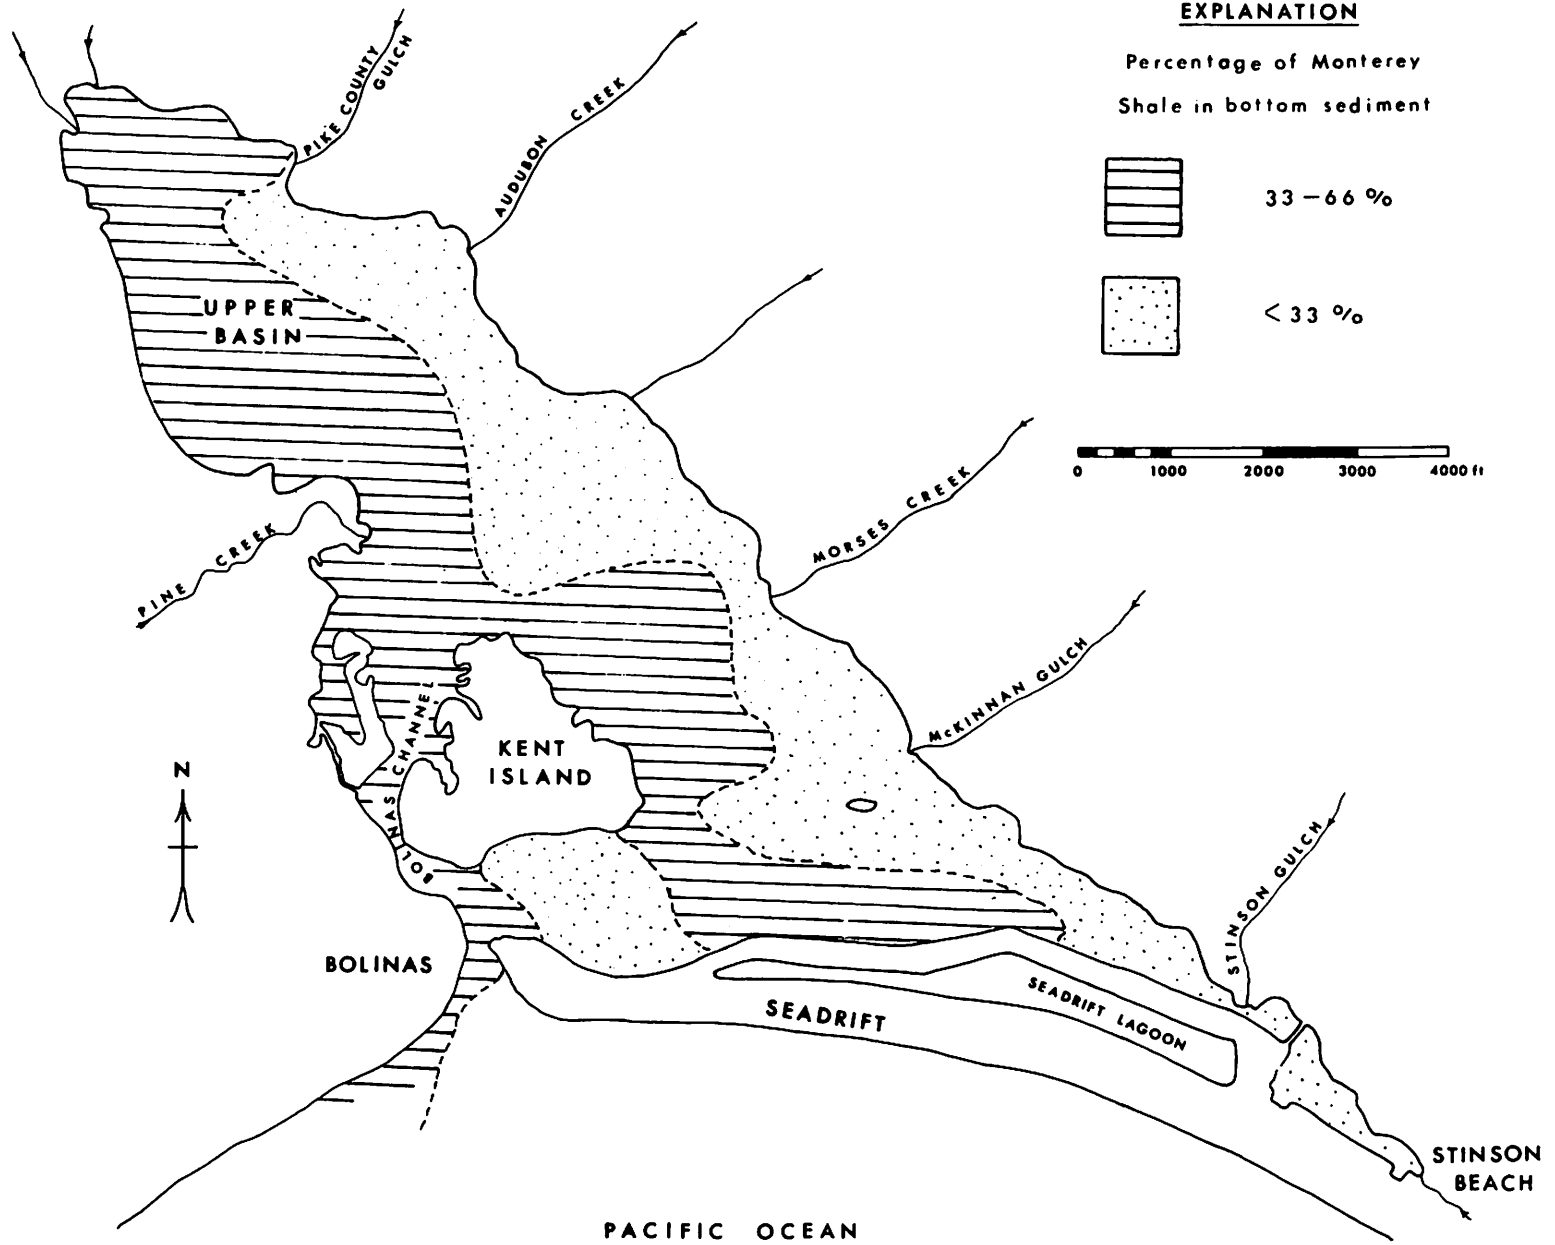 EXPLANATION
Percentage of Monterey
Shale in bottom sediment
33–66 %
<33 %
0 1000 2000 3000 4000 ft
PIKE COUNTY
GULCH
AUDUBON CREEK
UPPER
BASIN
PINE CREEK
MORSES CREEK
McKINNAN GULCH
KENT
ISLAND
BOLINAS CHANNEL
N
STINSON GULCH
BOLINAS
SEADRIFT
SEADRIFT LAGOON
STINSON
BEACH
PACIFIC OCEAN